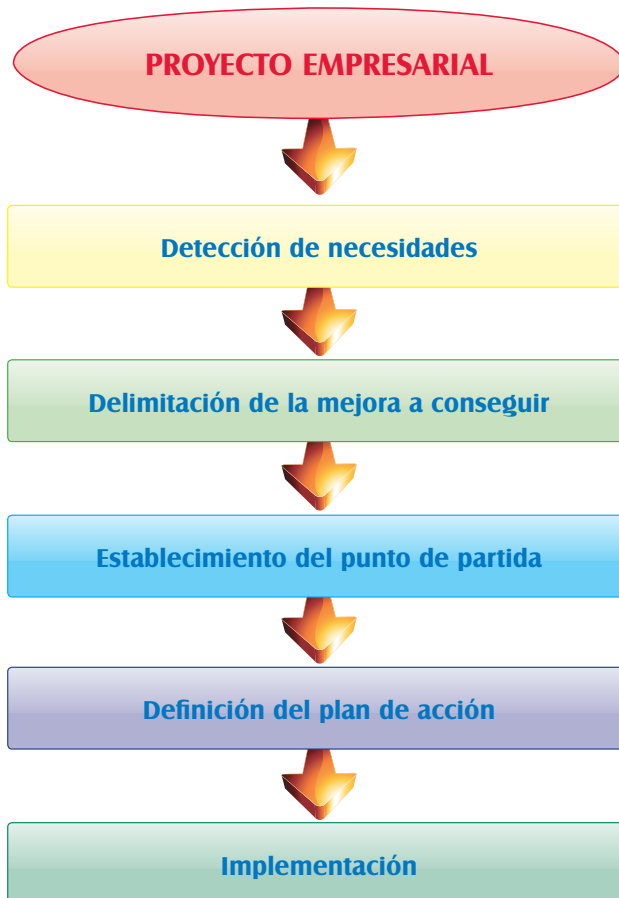 PROYECTO EMPRESARIAL
Detección de necesidades
Delimitación de la mejora a conseguir
Establecimiento del punto de partida
Definición del plan de acción
Implementación